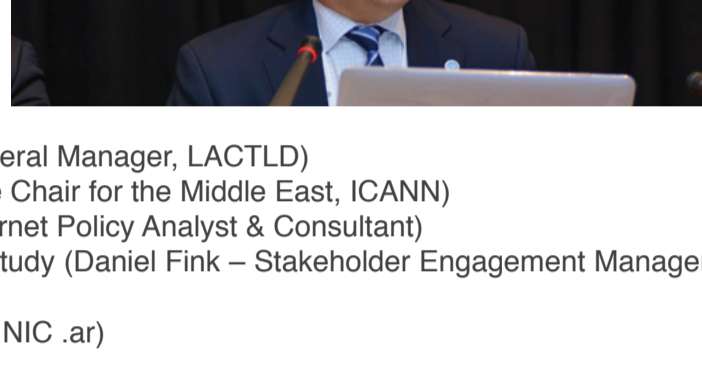 eral Manager, LACTLD)
Chair for the Middle East, ICANN)
rnet Policy Analyst & Consultant)
tudy (Daniel Fink – Stakeholder Engagement Manage
NIC .ar)